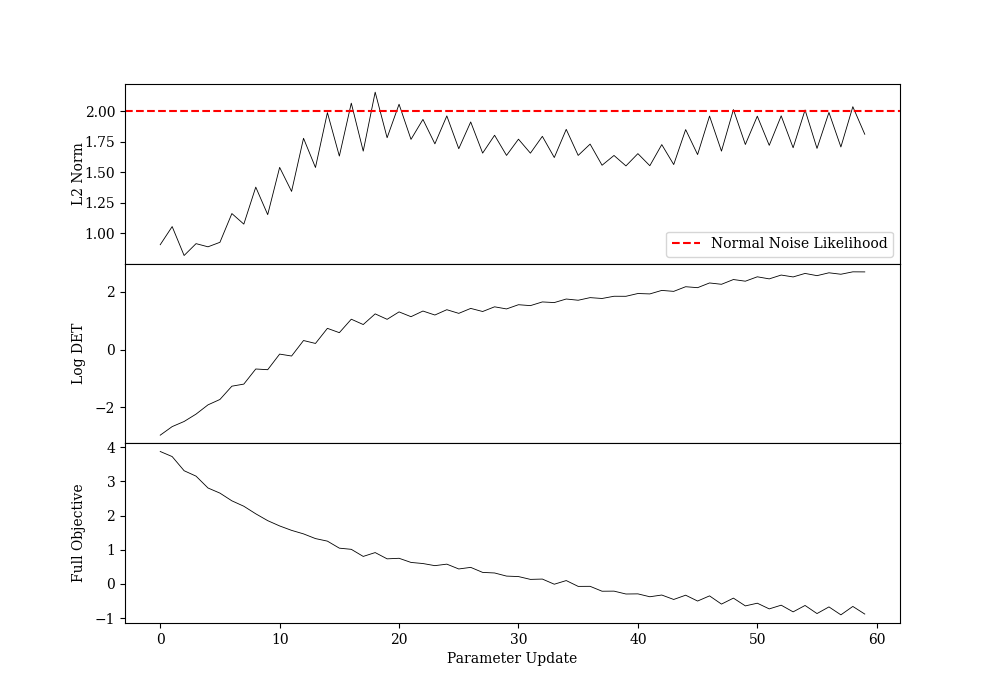 L2 Norm
2.00
1.75
1.50
1.25
1.00
Normal Noise Likelihood
Log DET
2
0
−2
Full Objective
4
3
2
1
0
−1
0 10 20 30 40 50 60
Parameter Update